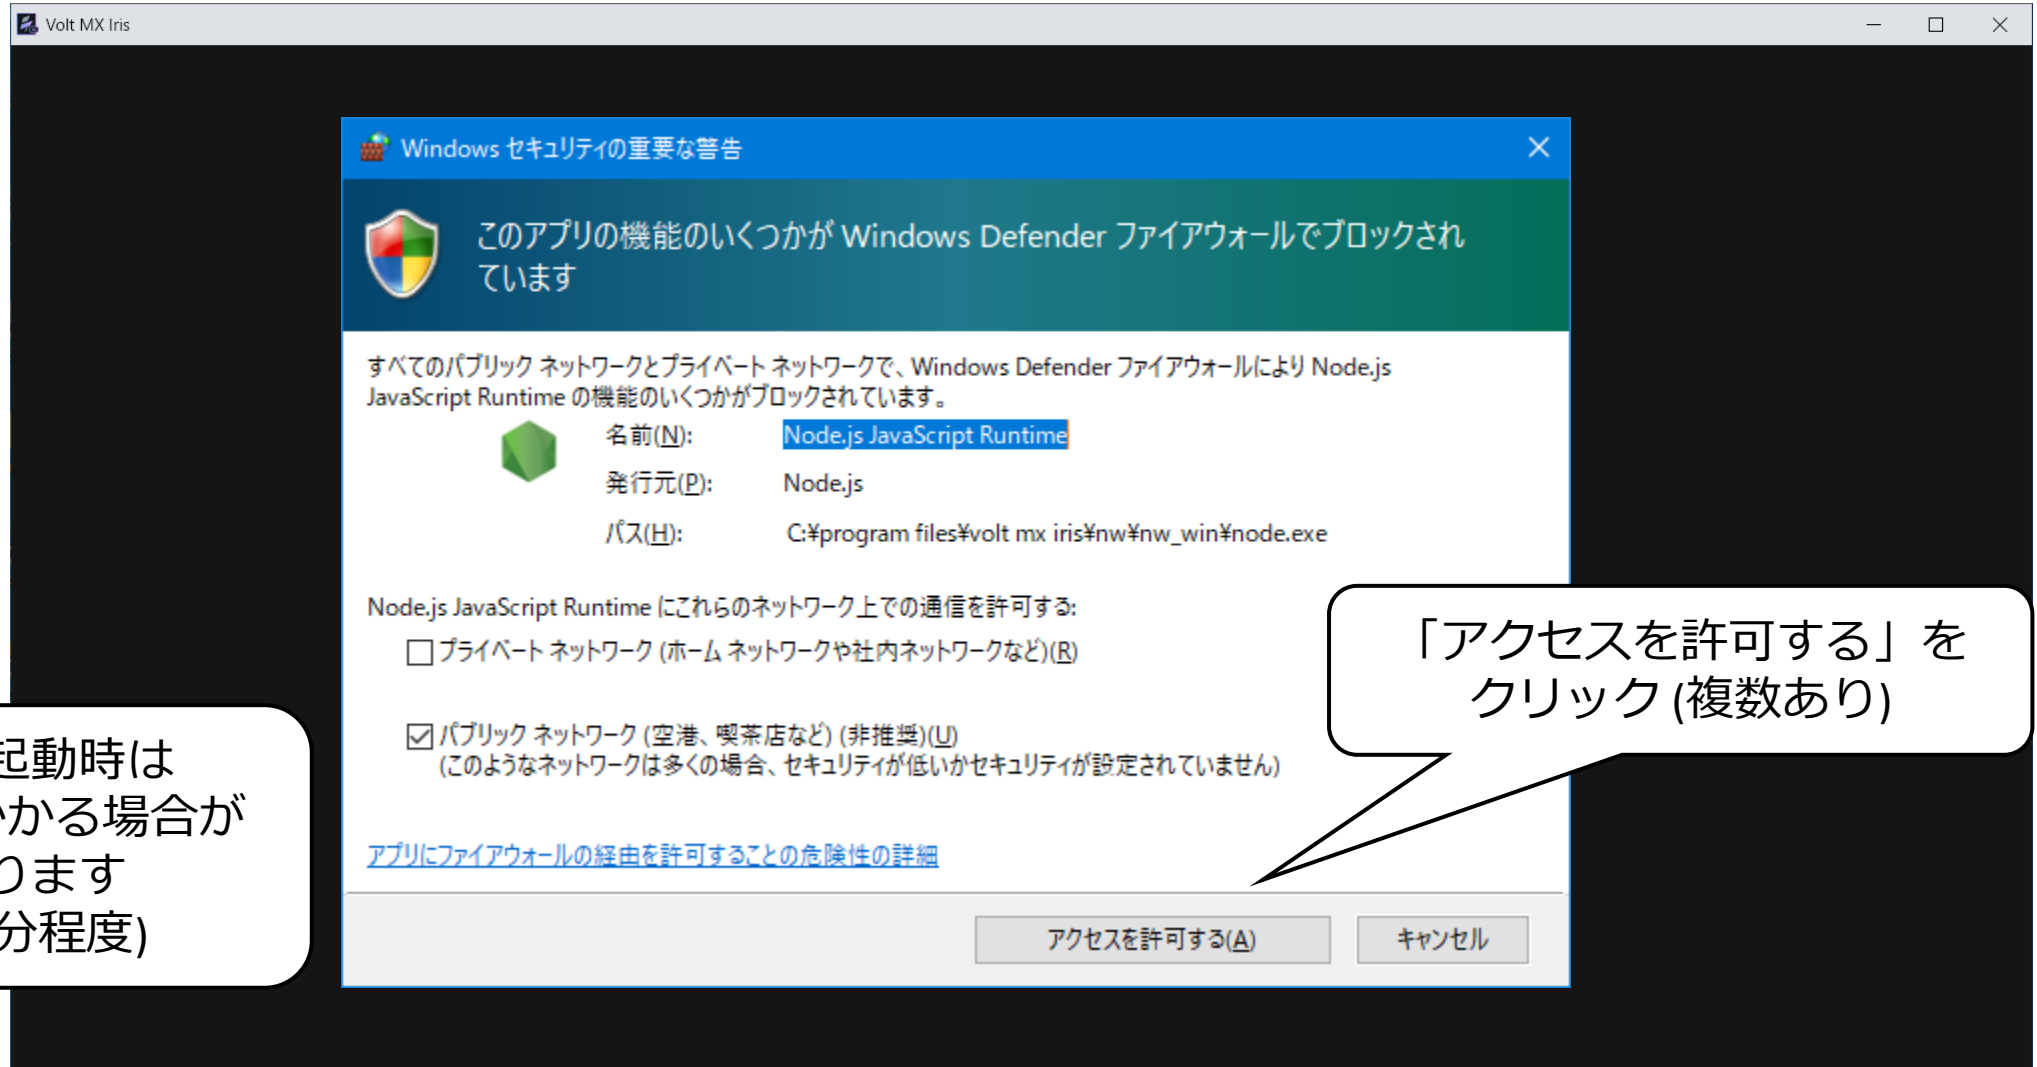 Volt MX Iris
Windows セキュリティの重要な警告
このアプリの機能のいくつかが Windows Defender ファイアウォールでブロックされ
ています
すべてのパブリック ネットワークとプライベート ネットワークで、Windows Defender ファイアウォールにより Node.js
JavaScript Runtime の機能のいくつかがブロックされています。
名前(N): Node.js JavaScript Runtime
発行元(P): Node.js
パス(H): C:¥program files¥volt mx iris¥nw¥nw_win¥node.exe
Node.js JavaScript Runtime にこれらのネットワーク上での通信を許可する:
プライベート ネットワーク (ホーム ネットワークや社内ネットワークなど)(R)
パブリック ネットワーク (空港、喫茶店など) (非推奨)(U)
(このようなネットワークは多くの場合、セキュリティが低いかセキュリティが設定されていません)
アプリにファイアウォールの経由を許可することの危険性の詳細
アクセスを許可する(A)
キャンセル
「アクセスを許可する」を
クリック (複数あり)
起動時は
かかる場合が
ります
分程度)